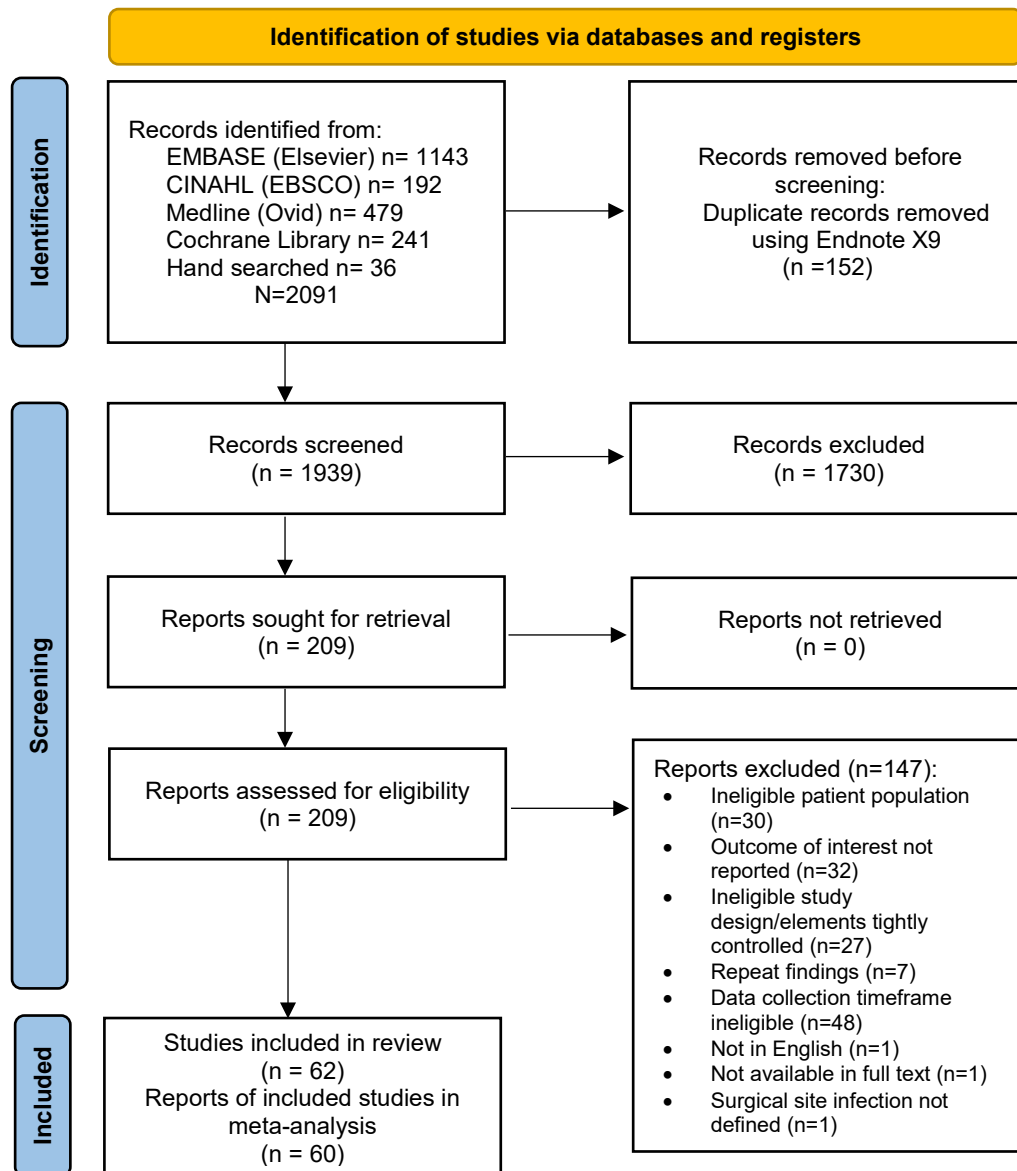 Identification of studies via databases and registers
Identification
Records identified from:
EMBASE (Elsevier) n= 1143
CINAHL (EBSCO) n= 192
Medline (Ovid) n= 479
Cochrane Library n= 241
Hand searched n= 36
N=2091
Records removed before
screening:
Duplicate records removed
using Endnote X9
(n =152)
Screening
Records screened
(n = 1939)
Records excluded
(n = 1730)
Reports sought for retrieval
(n = 209)
Reports not retrieved
(n = 0)
Reports assessed for eligibility
(n = 209)
Reports excluded (n=147):
• Ineligible patient population
(n=30)
• Outcome of interest not
reported (n=32)
• Ineligible study
design/elements tightly
controlled (n=27)
• Repeat findings (n=7)
• Data collection timeframe
ineligible (n=48)
• Not in English (n=1)
• Not available in full text (n=1)
• Surgical site infection not
defined (n=1)
Included
Studies included in review
(n = 62)
Reports of included studies in
meta-analysis
(n = 60)